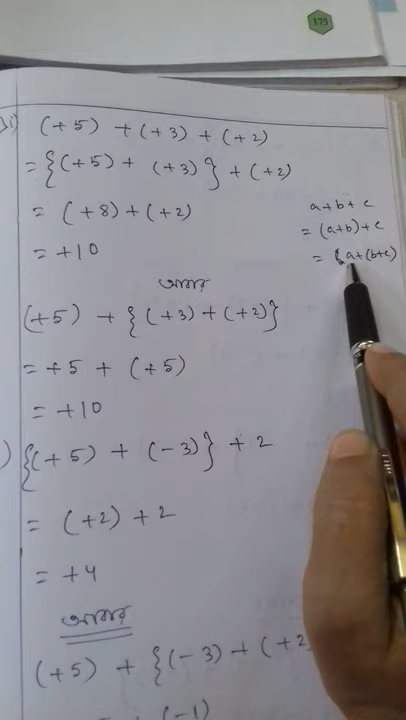 175
(+5) + (+3) + (+2)
= {(+5) + (+3)} + (+2)
= (+8) + (+2)
= +10
a + b + c
= (a+b) + c
= { a+(b+c)
আবার
(+5) + {(+3) + (+2)}
= +5 + (+5)
= +10
) {(+5) + (-3)} + 2
= (+2) + 2
= +4
আবার
(+5) + {(-3) + (+2
(-1)